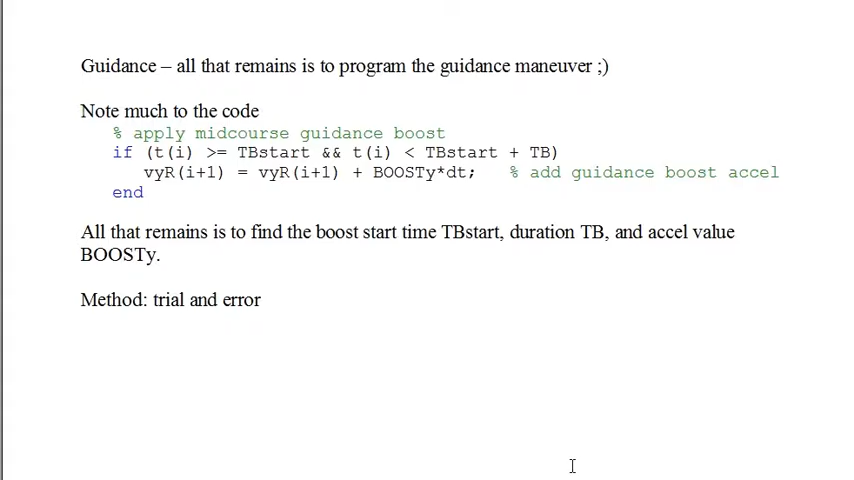 Guidance – all that remains is to program the guidance maneuver ;)
Note much to the code
% apply midcourse guidance boost
if (t(i) >= TBstart && t(i) < TBstart + TB)
vyR(i+1) = vyR(i+1) + BOOSTy*dt; % add guidance boost accel
end
All that remains is to find the boost start time TBstart, duration TB, and accel value
BOOSTy.
Method: trial and error